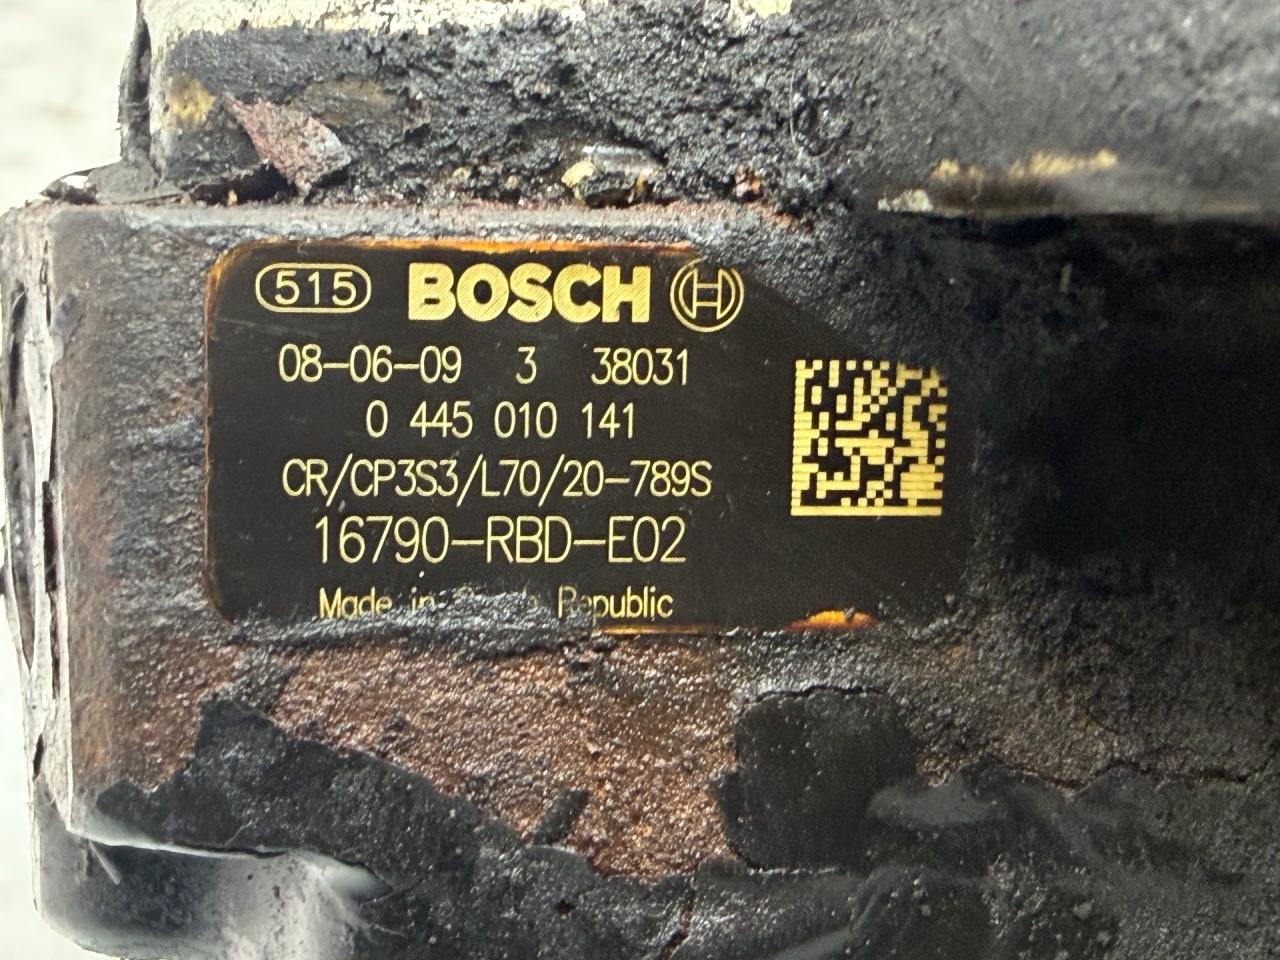 515 BOSCH
08-06-09 3 38031
0 445 010 141
CR/CP3S3/L70/20-789S
16790-RBD-E02
Made in Republic